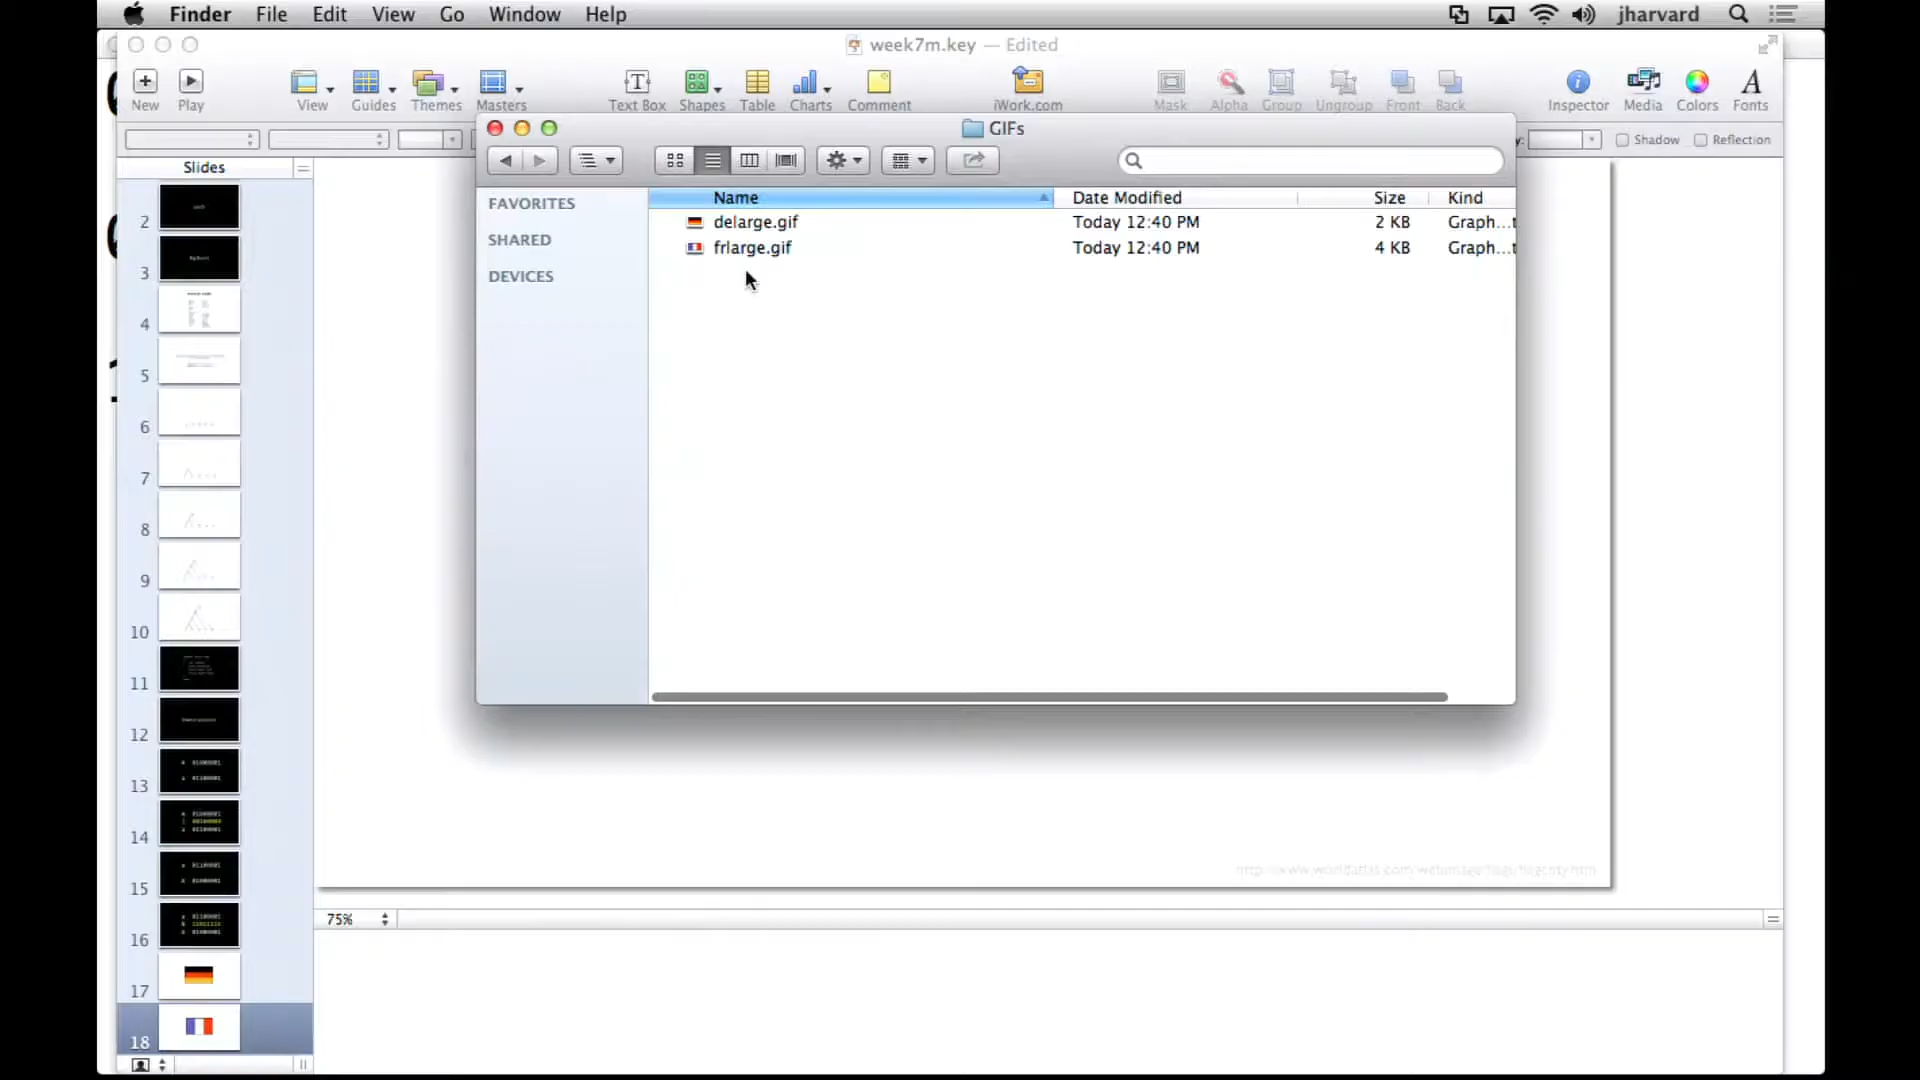 Finder File Edit View Go Window Help jharvard
week7m.key — Edited
New Play View Guides Themes Masters Text Box Shapes Table Charts Comment iWork.com Mask Alpha Group Ungroup Front Back Inspector Media Colors Fonts
GIFs
y: Shadow Reflection
Slides
Name Date Modified Size Kind
FAVORITES
delarge.gif Today 12:40 PM 2 KB Graph...t
SHARED
frlarge.gif Today 12:40 PM 4 KB Graph...t
DEVICES
2
3
4
5
6
7
8
9
10
11
12
13
14
15
16
17
18
75%